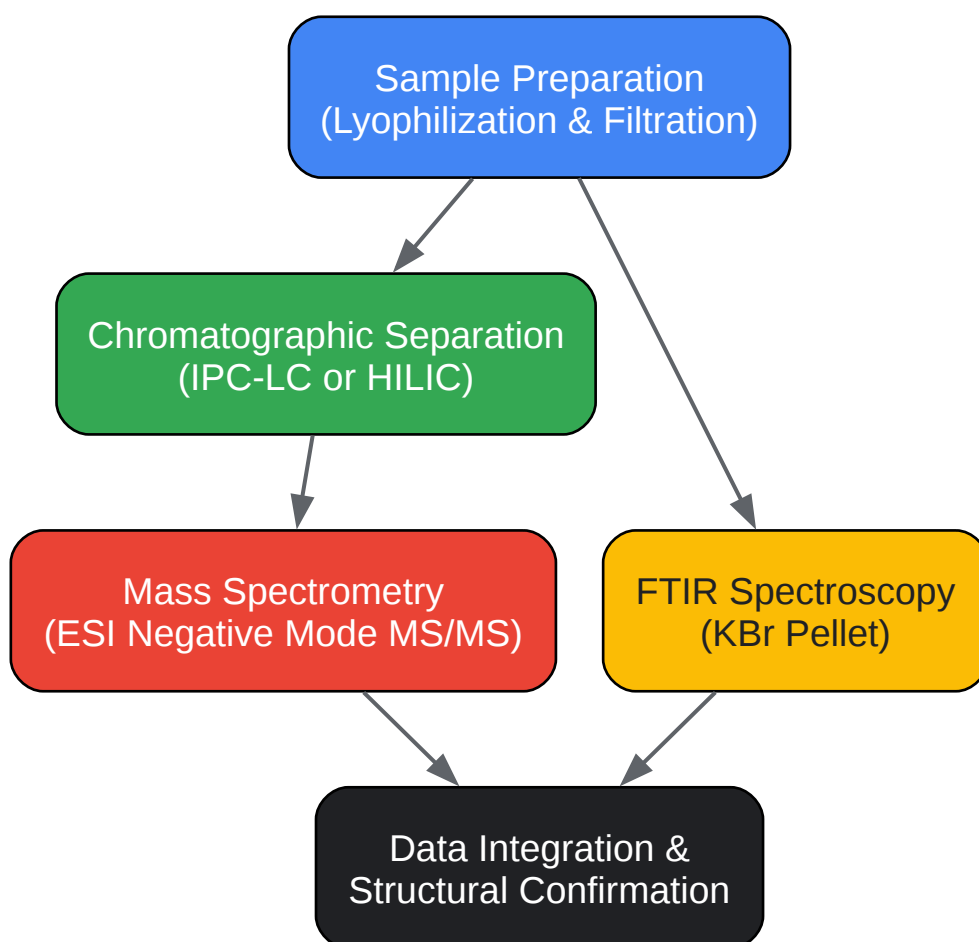 Sample Preparation
(Lyophilization & Filtration)
Chromatographic Separation
(IPC-LC or HILIC)
Mass Spectrometry
(ESI Negative Mode MS/MS)
FTIR Spectroscopy
(KBr Pellet)
Data Integration &
Structural Confirmation